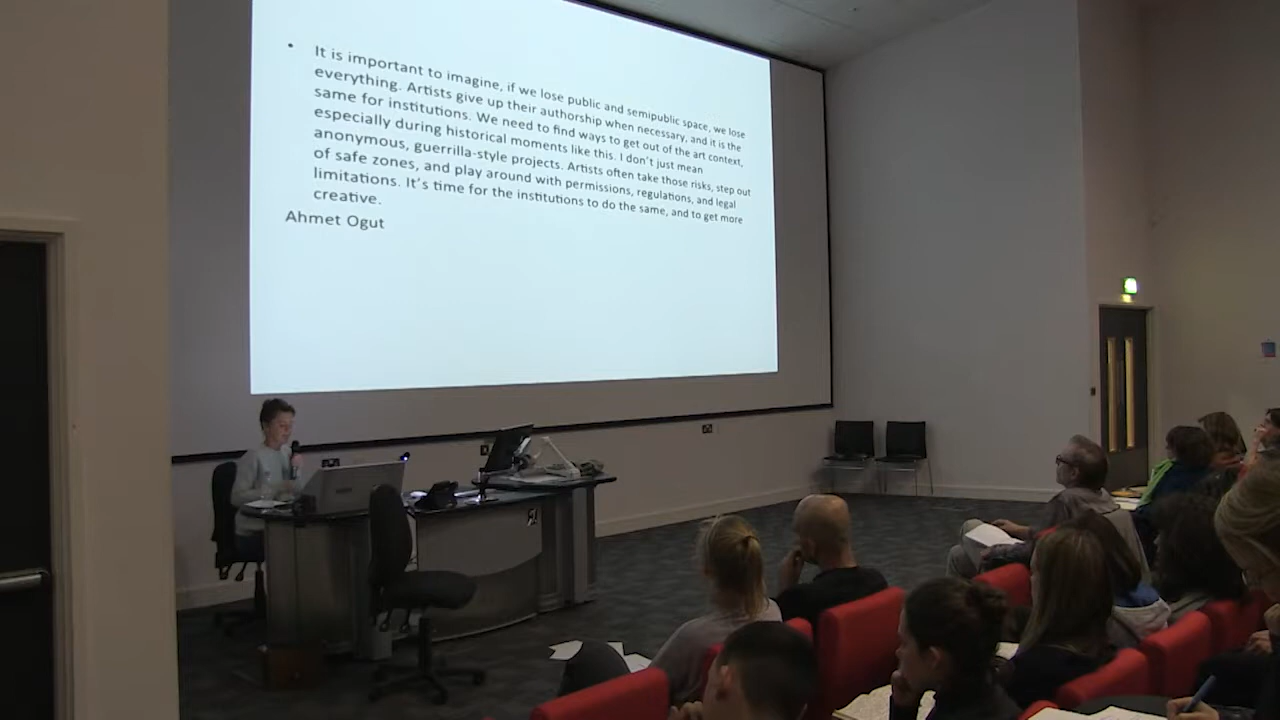 • It is important to imagine, if we lose public and semipublic space, we lose
everything. Artists give up their authorship when necessary, and it is the
same for institutions. We need to find ways to get out of the art context,
especially during historical moments like this. I don't just mean
anonymous, guerrilla-style projects. Artists often take those risks, step out
of safe zones, and play around with permissions, regulations, and legal
limitations. It's time for the institutions to do the same, and to get more
creative.
Ahmet Ogut